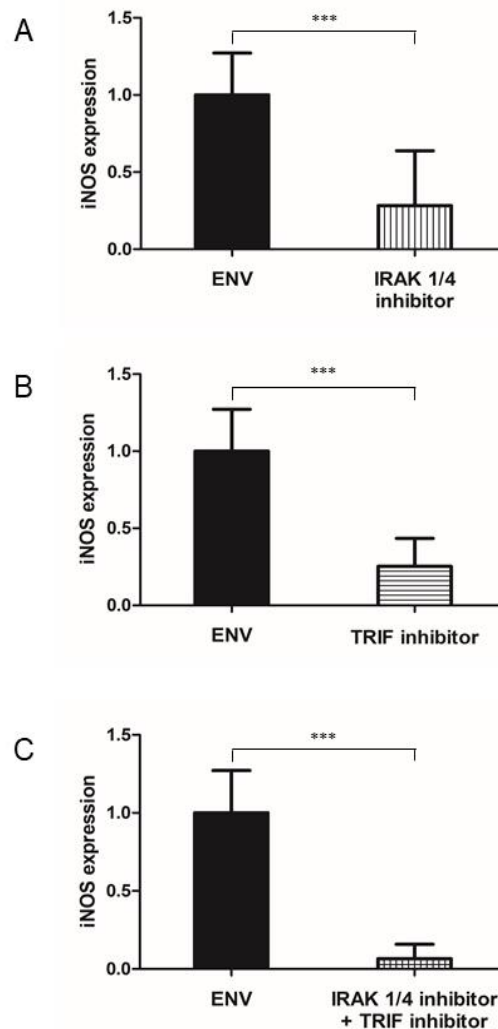 A
iNOS expression
1.5
1.0
0.5
0.0
***
ENV
IRAK 1/4
inhibitor
B
iNOS expression
1.5
1.0
0.5
0.0
***
ENV
TRIF inhibitor
C
iNOS expression
1.5
1.0
0.5
0.0
***
ENV
IRAK 1/4 inhibitor
+ TRIF inhibitor